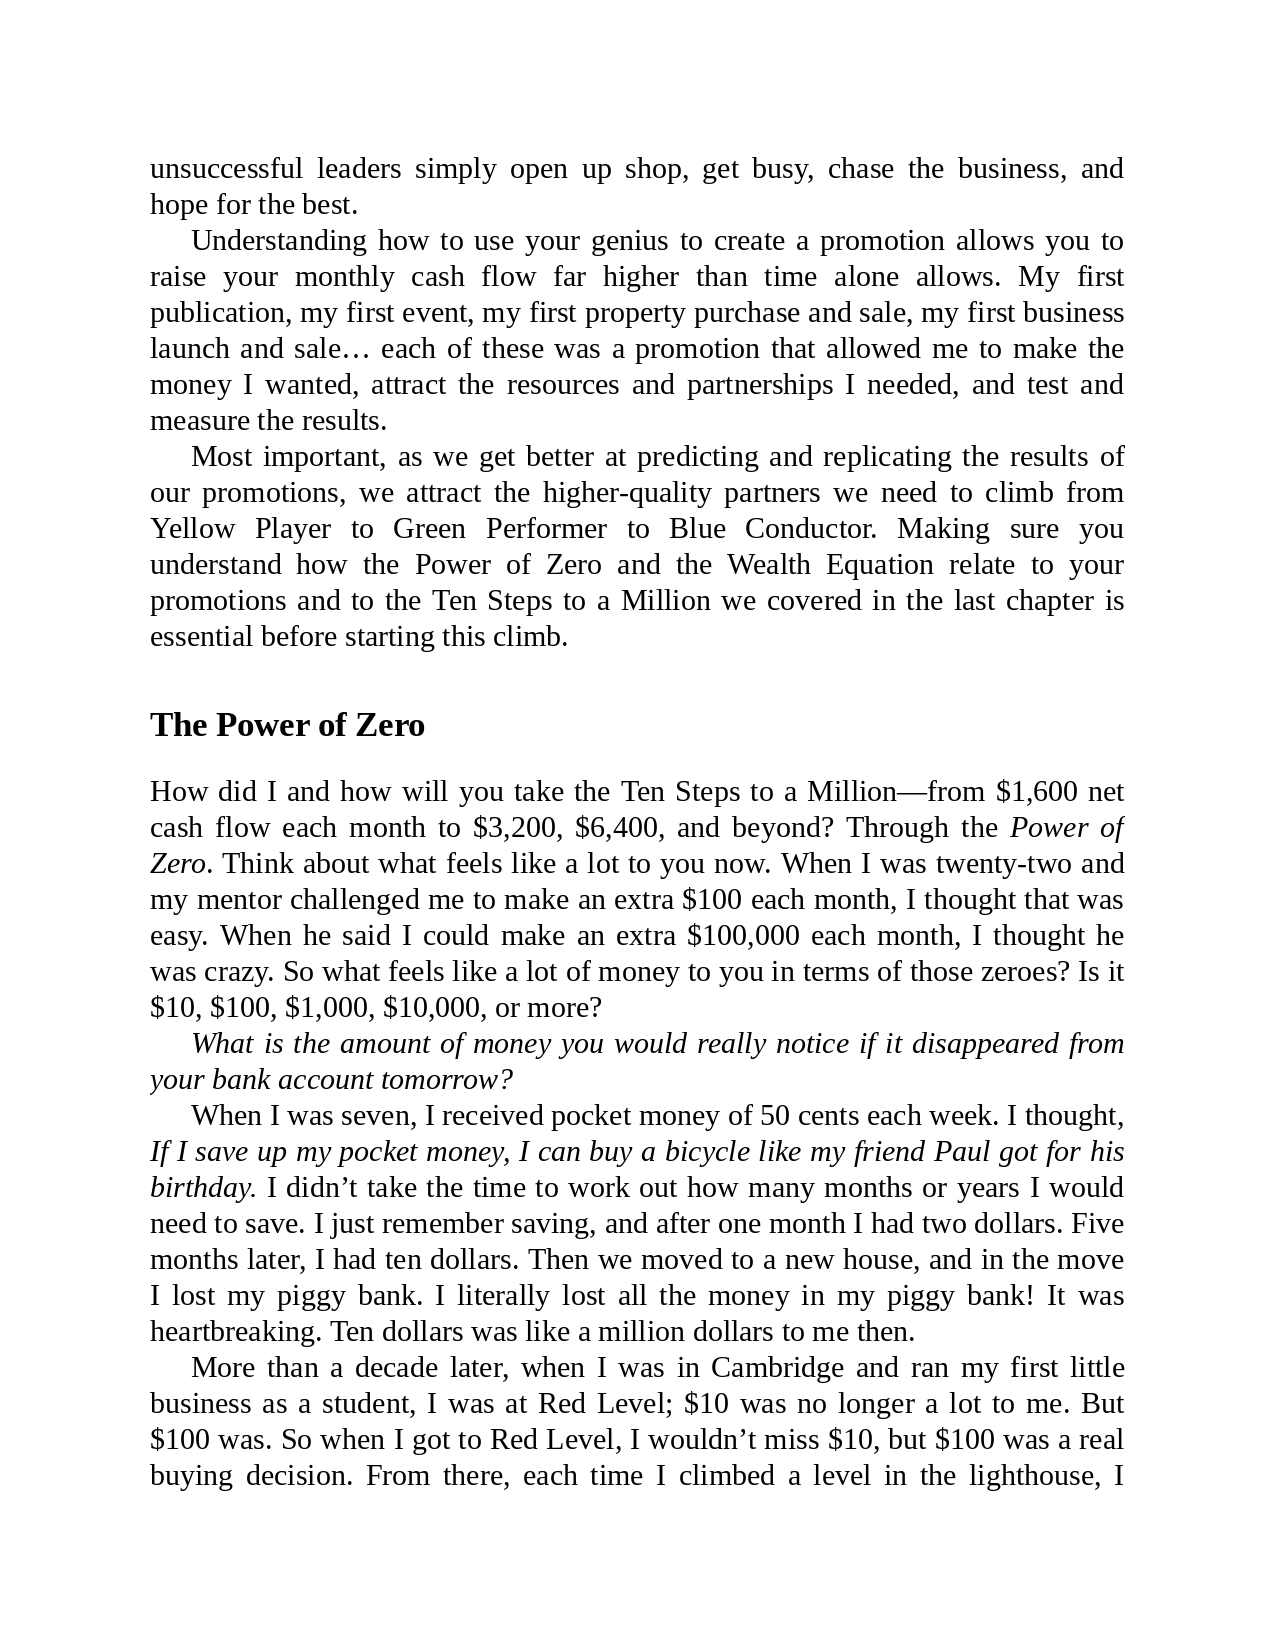 unsuccessful leaders simply open up shop, get busy, chase the business, and
hope for the best.
Understanding how to use your genius to create a promotion allows you to
raise your monthly cash flow far higher than time alone allows. My first
publication, my first event, my first property purchase and sale, my first business
launch and sale… each of these was a promotion that allowed me to make the
money I wanted, attract the resources and partnerships I needed, and test and
measure the results.
Most important, as we get better at predicting and replicating the results of
our promotions, we attract the higher-quality partners we need to climb from
Yellow Player to Green Performer to Blue Conductor. Making sure you
understand how the Power of Zero and the Wealth Equation relate to your
promotions and to the Ten Steps to a Million we covered in the last chapter is
essential before starting this climb.
The Power of Zero
How did I and how will you take the Ten Steps to a Million—from $1,600 net
cash flow each month to $3,200, $6,400, and beyond? Through the Power of
Zero. Think about what feels like a lot to you now. When I was twenty-two and
my mentor challenged me to make an extra $100 each month, I thought that was
easy. When he said I could make an extra $100,000 each month, I thought he
was crazy. So what feels like a lot of money to you in terms of those zeroes? Is it
$10, $100, $1,000, $10,000, or more?
What is the amount of money you would really notice if it disappeared from
your bank account tomorrow?
When I was seven, I received pocket money of 50 cents each week. I thought,
If I save up my pocket money, I can buy a bicycle like my friend Paul got for his
birthday. I didn’t take the time to work out how many months or years I would
need to save. I just remember saving, and after one month I had two dollars. Five
months later, I had ten dollars. Then we moved to a new house, and in the move
I lost my piggy bank. I literally lost all the money in my piggy bank! It was
heartbreaking. Ten dollars was like a million dollars to me then.
More than a decade later, when I was in Cambridge and ran my first little
business as a student, I was at Red Level; $10 was no longer a lot to me. But
$100 was. So when I got to Red Level, I wouldn’t miss $10, but $100 was a real
buying decision. From there, each time I climbed a level in the lighthouse, I